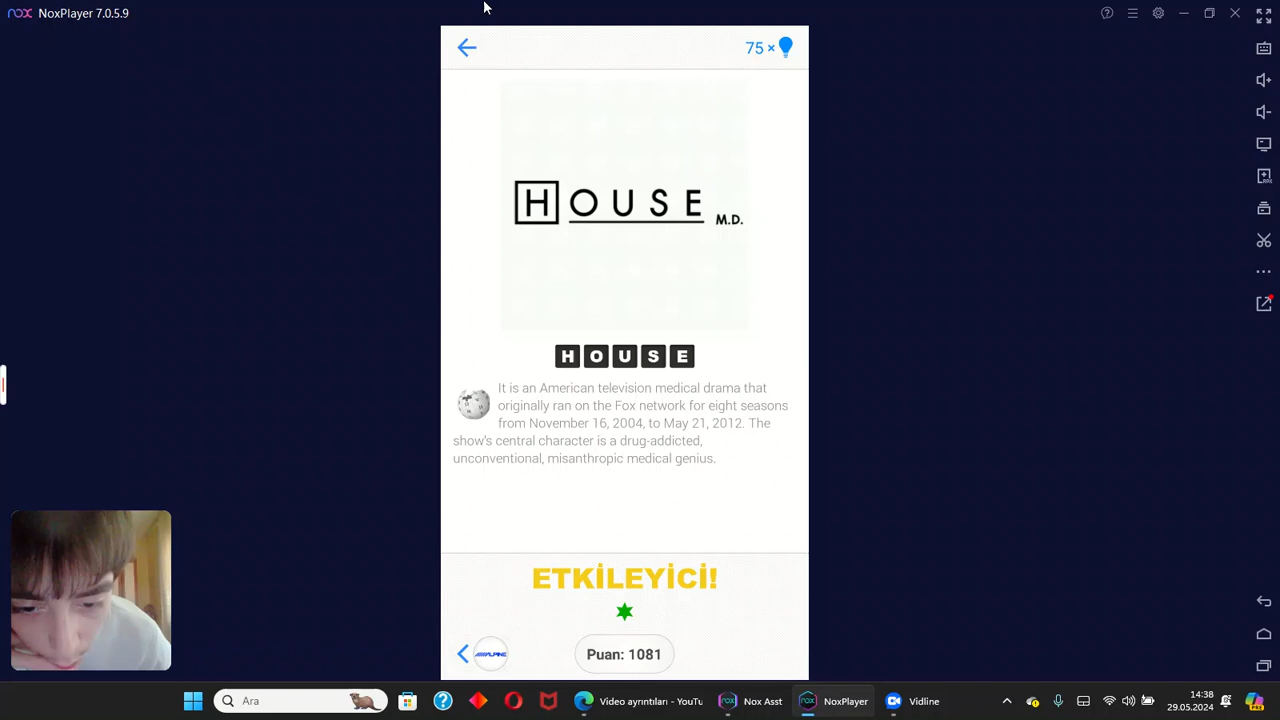 NoxPlayer 7.0.5.9
75 ×
HOUSE M.D.
HOUSE
It is an American television medical drama that
originally ran on the Fox network for eight seasons
from November 16, 2004, to May 21, 2012. The
show's central character is a drug-addicted,
unconventional, misanthropic medical genius.
ETKİLEYİCİ!
ALPINE
Puan: 1081
Ara
Video ayrıntıları - YouTu
Nox Asst
NoxPlayer
Vidline
14:38
29.05.2024